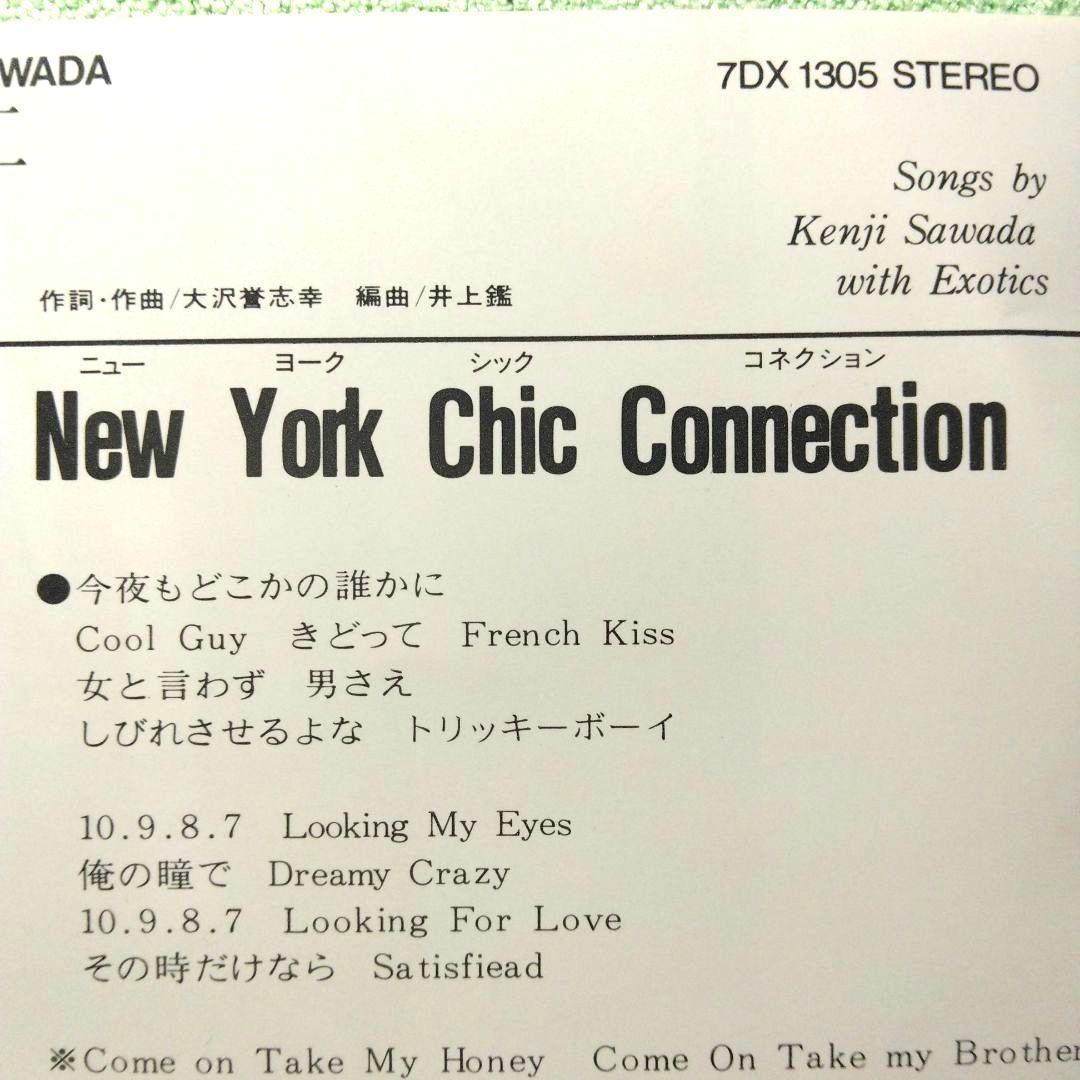 WADA
7DX 1305 STEREO
Songs by
Kenji Sawada
with Exotics
作詞・作曲/大沢誉志幸 編曲/井上鑑
ニュー ヨーク シック コネクション
New York Chic Connection
●今夜もどこかの誰かに
Cool Guy きどって French Kiss
女と言わず 男さえ
しびれさせるよな トリッキーボーイ
10.9.8.7 Looking My Eyes
俺の瞳で Dreamy Crazy
10.9.8.7 Looking For Love
その時だけなら Satisfiead
※Come on Take My Honey Come On Take my Brother